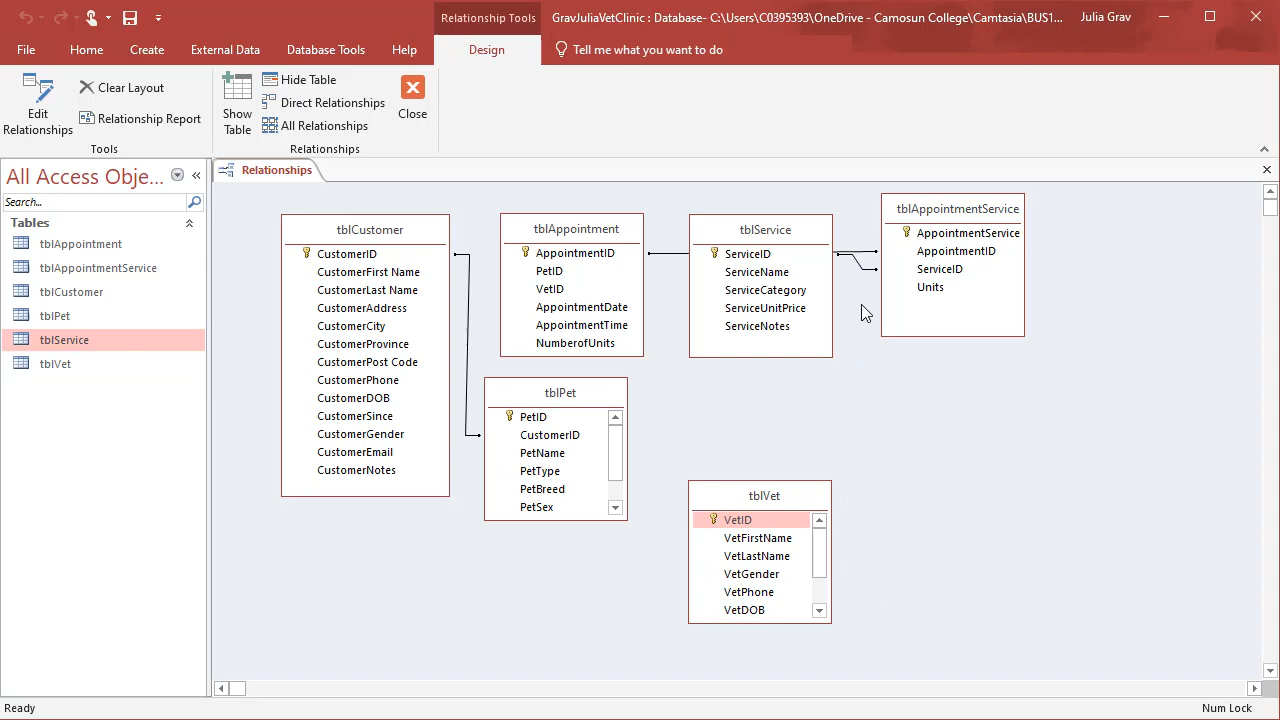 Relationship Tools
GravJuliaVetClinic : Database- C:\Users\C0395393\OneDrive - Camosun College\Camtasia\BUS1...
Julia Grav
File
Home
Create
External Data
Database Tools
Help
Design
Tell me what you want to do
Edit
Relationships
Clear Layout
Relationship Report
Tools
Show
Table
Hide Table
Direct Relationships
All Relationships
Relationships
Close
All Access Obje...
Search...
Tables
tblAppointment
tblAppointmentService
tblCustomer
tblPet
tblService
tblVet
Relationships
tblCustomer
CustomerID
CustomerFirst Name
CustomerLast Name
CustomerAddress
CustomerCity
CustomerProvince
CustomerPost Code
CustomerPhone
CustomerDOB
CustomerSince
CustomerGender
CustomerEmail
CustomerNotes
tblAppointment
AppointmentID
PetID
VetID
AppointmentDate
AppointmentTime
NumberofUnits
tblService
ServiceID
ServiceName
ServiceCategory
ServiceUnitPrice
ServiceNotes
tblAppointmentService
AppointmentService
AppointmentID
ServiceID
Units
tblPet
PetID
CustomerID
PetName
PetType
PetBreed
PetSex
tblVet
VetID
VetFirstName
VetLastName
VetGender
VetPhone
VetDOB
Ready
Num Lock